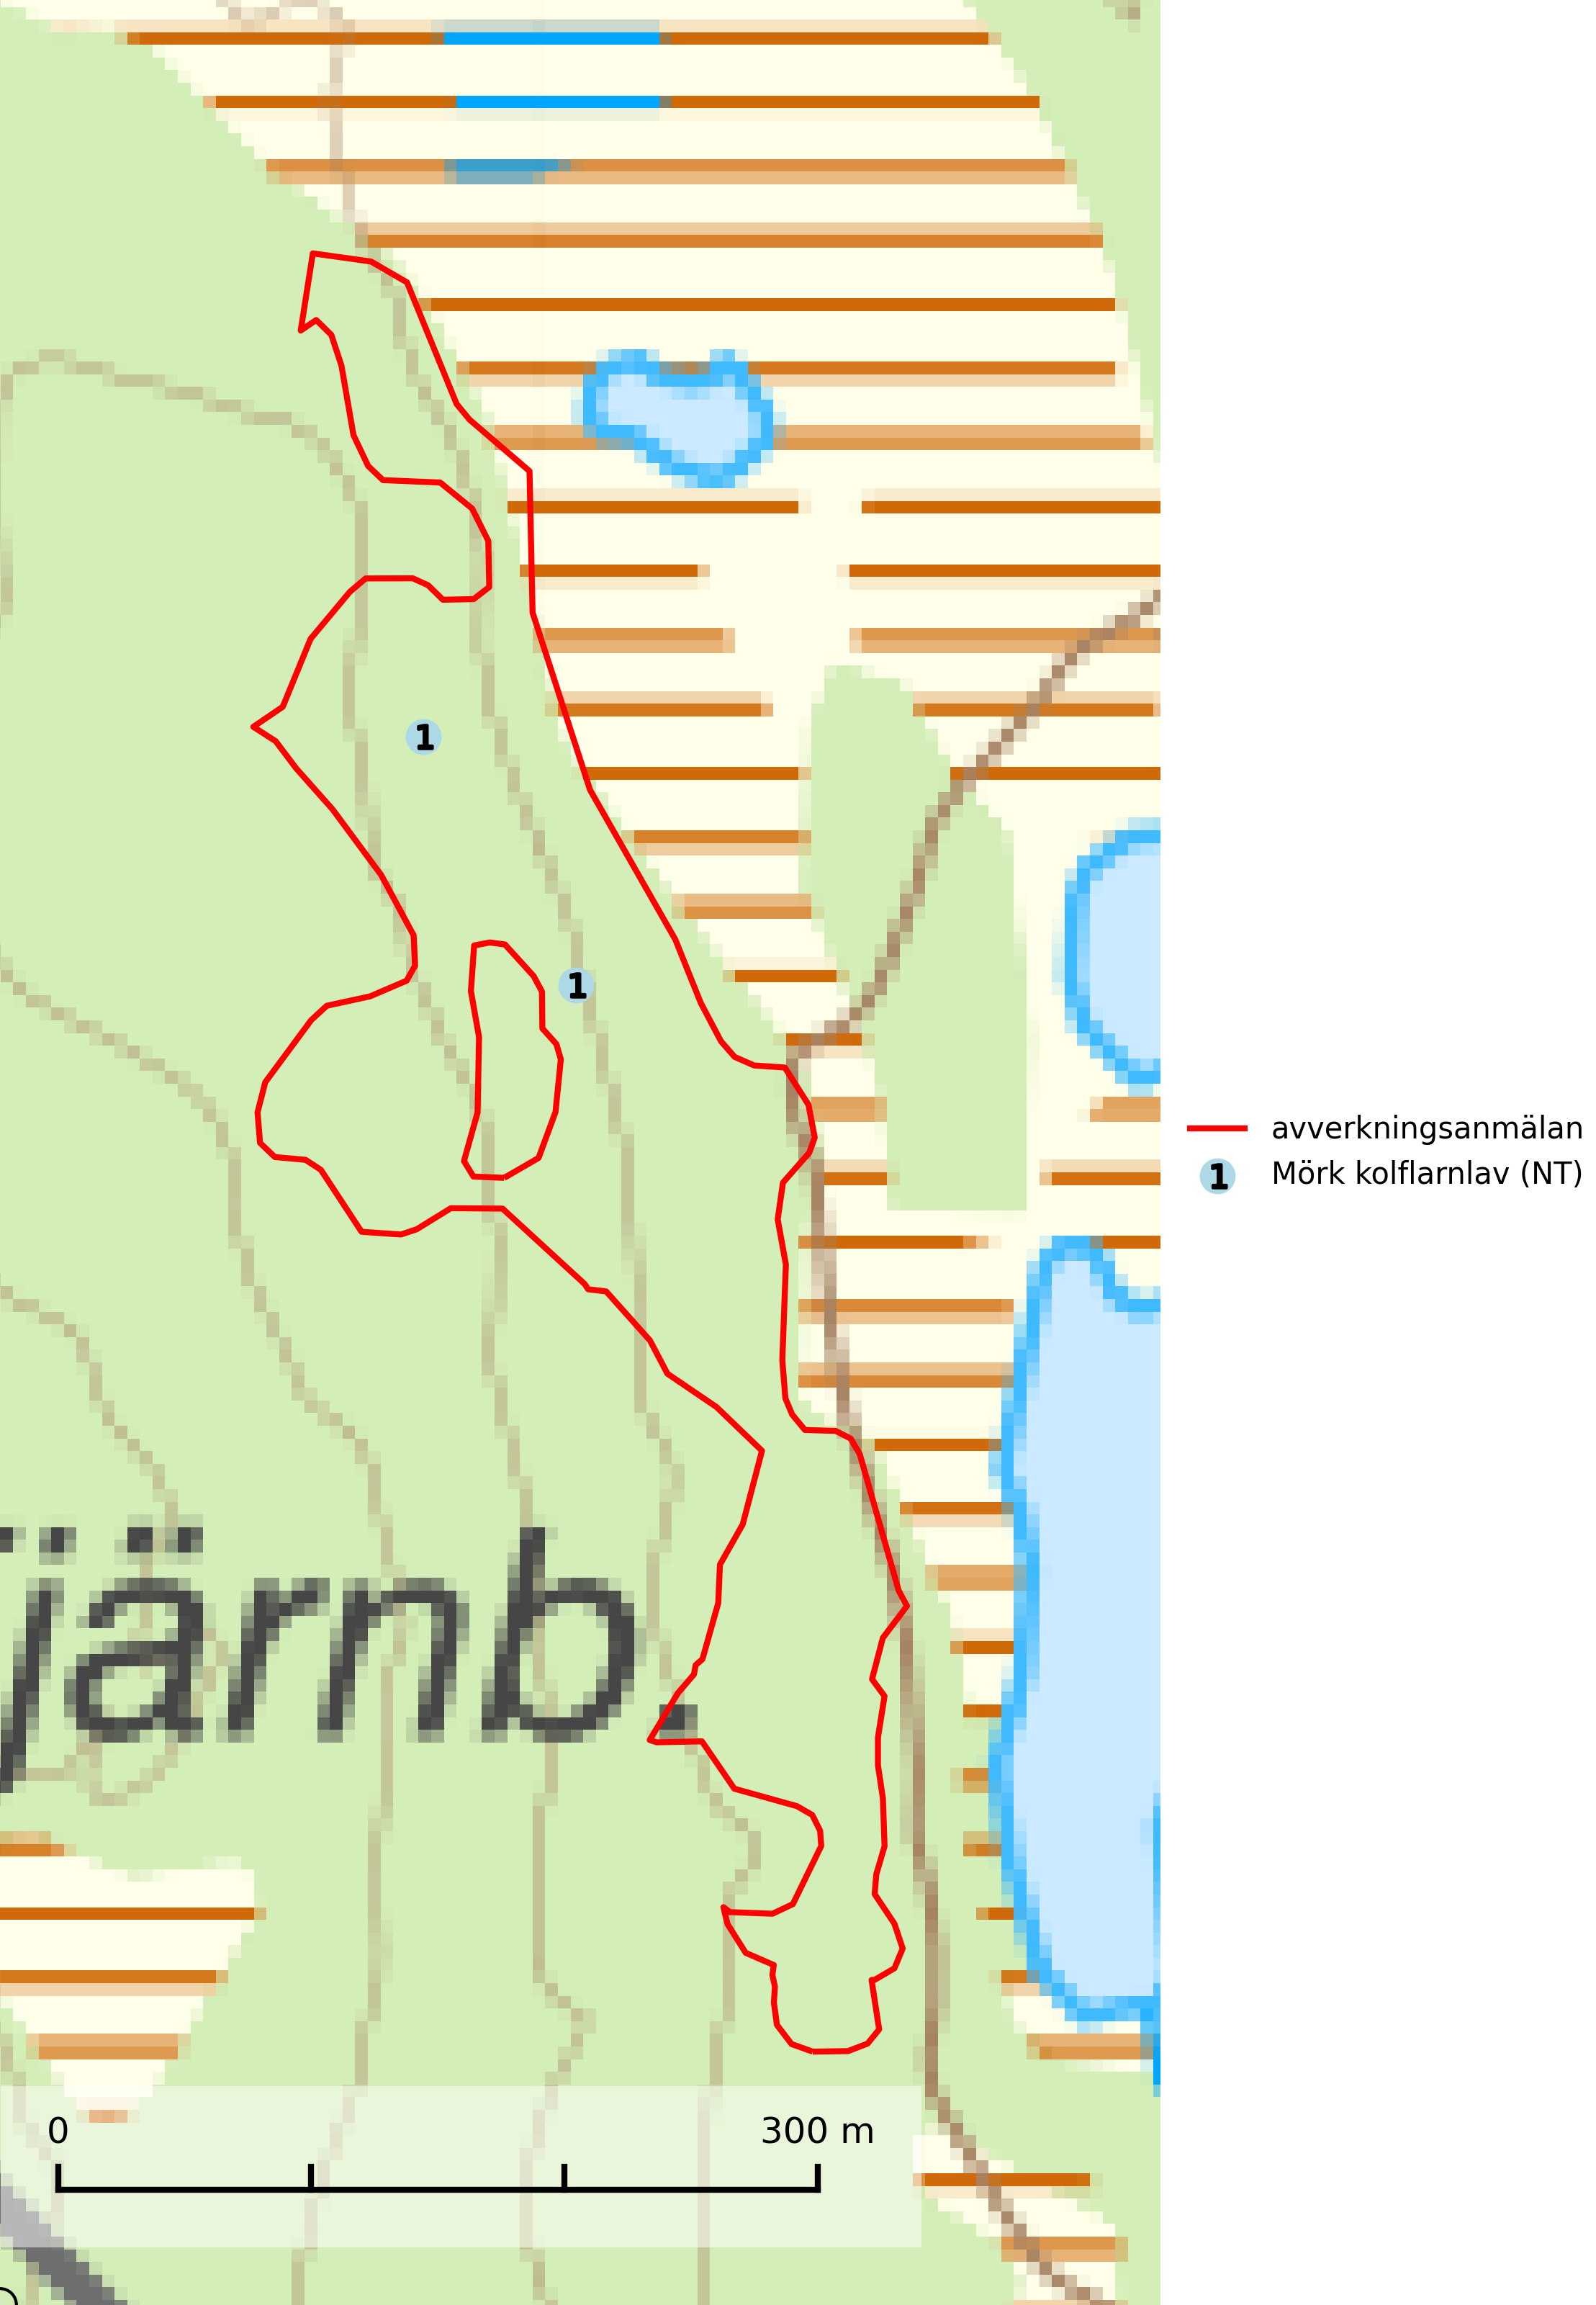 1
1
avverkningsanmälan
1 Mörk kolflarnlav (NT)
järnb.
0 300 m